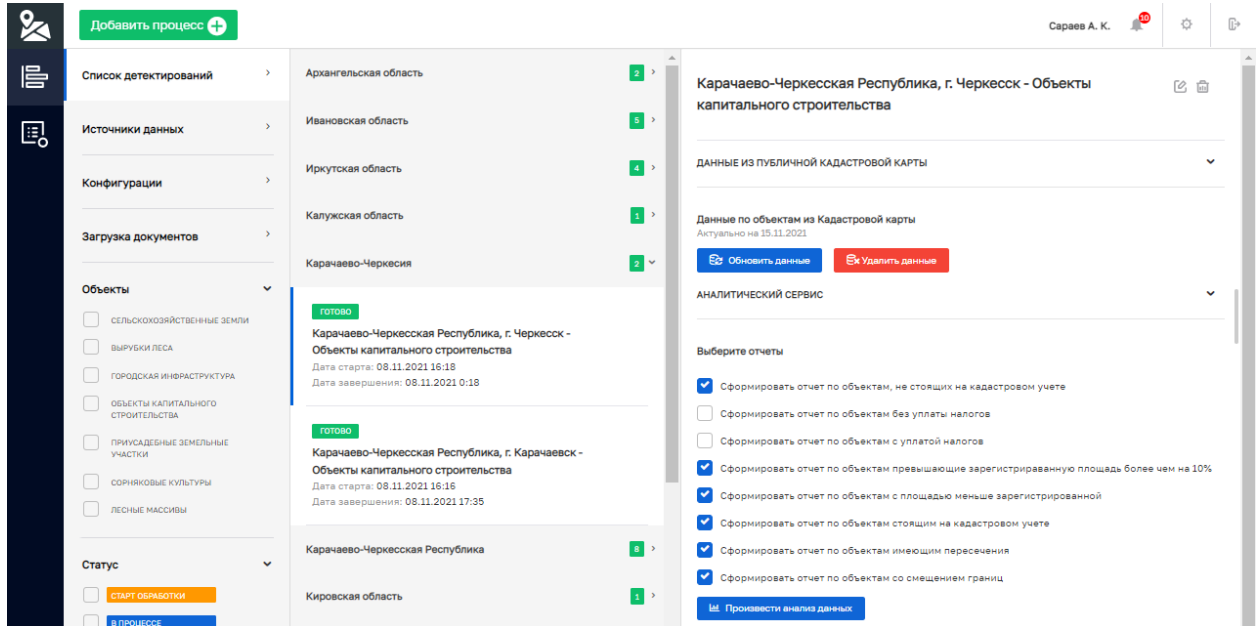 Добавить процесс
Сараев А. К.
10
Список детектирований
Источники данных
Конфигурации
Загрузка документов
Объекты
СЕЛЬСКОХОЗЯЙСТВЕННЫЕ ЗЕМЛИ
ВЫРУБКИ ЛЕСА
ГОРОДСКАЯ ИНФРАСТРУКТУРА
ОБЪЕКТЫ КАПИТАЛЬНОГО
СТРОИТЕЛЬСТВА
ПРИУСАДЕБНЫЕ ЗЕМЕЛЬНЫЕ
УЧАСТКИ
СОРНЯКОВЫЕ КУЛЬТУРЫ
ЛЕСНЫЕ МАССИВЫ
Статус
СТАРТ ОБРАБОТКИ
В ПРОЦЕССЕ
Архангельская область 2
Ивановская область 5
Иркутская область 4
Калужская область 1
Карачаево-Черкесия 2
ГОТОВО
Карачаево-Черкесская Республика, г. Черкесск -
Объекты капитального строительства
Дата старта: 08.11.2021 16:18
Дата завершения: 08.11.2021 0:18
ГОТОВО
Карачаево-Черкесская Республика, г. Карачаевск -
Объекты капитального строительства
Дата старта: 08.11.2021 16:16
Дата завершения: 08.11.2021 17:35
Карачаево-Черкесская Республика 8
Кировская область 1
Карачаево-Черкесская Республика, г. Черкесск - Объекты
капитального строительства
ДАННЫЕ ИЗ ПУБЛИЧНОЙ КАДАСТРОВОЙ КАРТЫ
Данные по объектам из Кадастровой карты
Актуально на 15.11.2021
Обновить данные
Удалить данные
АНАЛИТИЧЕСКИЙ СЕРВИС
Выберите отчеты
Сформировать отчет по объектам, не стоящих на кадастровом учете
Сформировать отчет по объектам без уплаты налогов
Сформировать отчет по объектам с уплатой налогов
Сформировать отчет по объектам превышающие зарегистрираванную площадь более чем на 10%
Сформировать отчет по объектам с площадью меньше зарегистрированной
Сформировать отчет по объектам стоящим на кадастровом учете
Сформировать отчет по объектам имеющим пересечения
Сформировать отчет по объектам со смещением границ
Произвести анализ данных